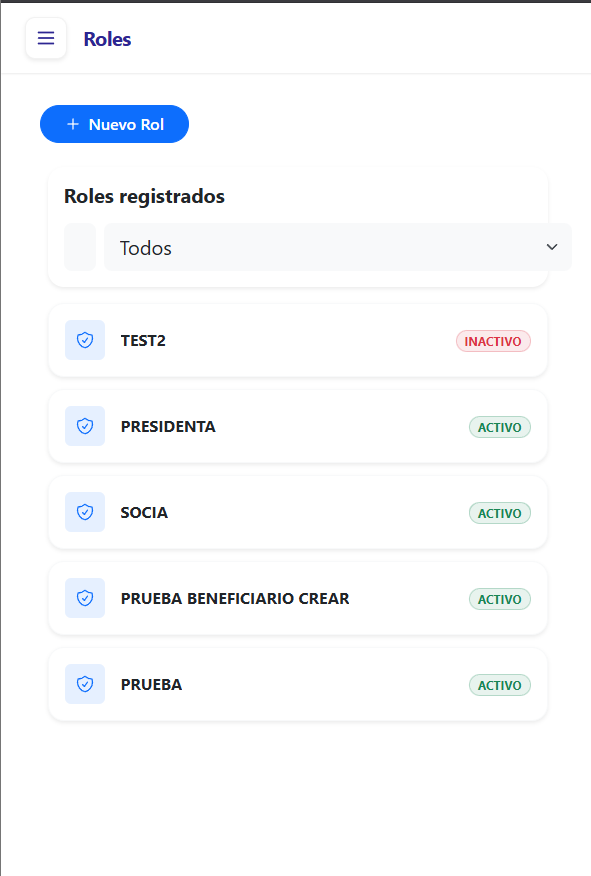 Roles
+ Nuevo Rol
Roles registrados
Todos
TEST2 INACTIVO
PRESIDENTA ACTIVO
SOCIA ACTIVO
PRUEBA BENEFICIARIO CREAR ACTIVO
PRUEBA ACTIVO